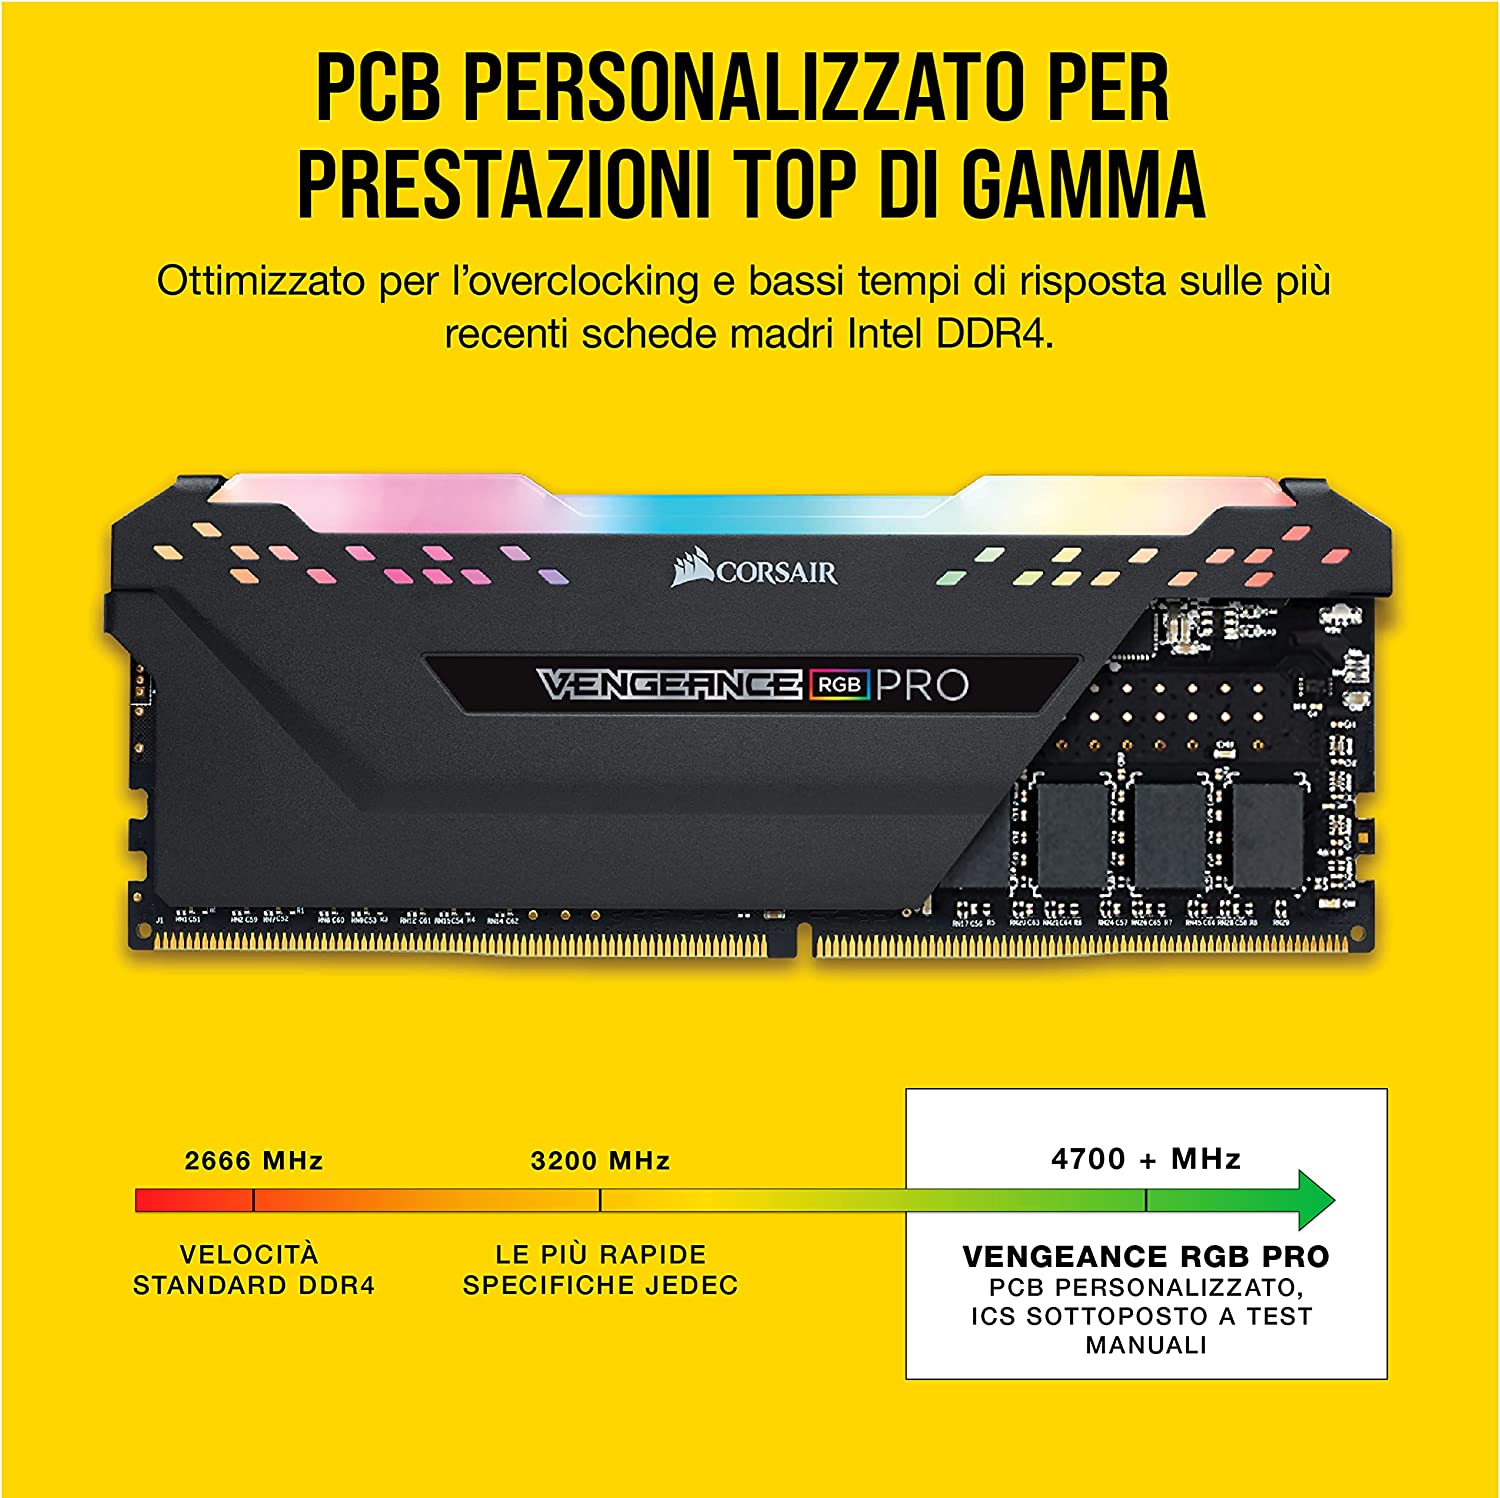 PCB PERSONALIZZATO PER
PRESTAZIONI TOP DI GAMMA
Ottimizzato per l’overclocking e bassi tempi di risposta sulle più
recenti schede madri Intel DDR4.
CORSAIR
VENGEANCE RGB PRO
2666 MHz
3200 MHz
4700 + MHz
VELOCITÀ
STANDARD DDR4
LE PIÙ RAPIDE
SPECIFICHE JEDEC
VENGEANCE RGB PRO
PCB PERSONALIZZATO,
ICS SOTTOPOSTO A TEST
MANUALI